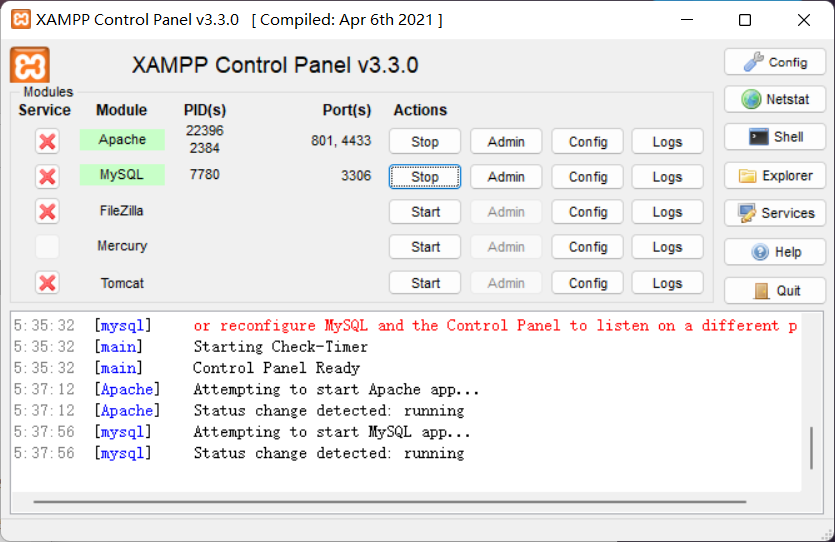 XAMPP Control Panel v3.3.0 [ Compiled: Apr 6th 2021 ]
XAMPP Control Panel v3.3.0
Config
Modules
Service Module PID(s) Port(s) Actions
Netstat
Apache 22396 2384 801, 4433 Stop Admin Config Logs
Shell
MySQL 7780 3306 Stop Admin Config Logs
Explorer
FileZilla Start Admin Config Logs
Services
Mercury Start Admin Config Logs
Help
Tomcat Start Admin Config Logs
Quit
5:35:32 [mysql] or reconfigure MySQL and the Control Panel to listen on a different p
5:35:32 [main] Starting Check-Timer
5:35:32 [main] Control Panel Ready
5:37:12 [Apache] Attempting to start Apache app...
5:37:12 [Apache] Status change detected: running
5:37:56 [mysql] Attempting to start MySQL app...
5:37:56 [mysql] Status change detected: running